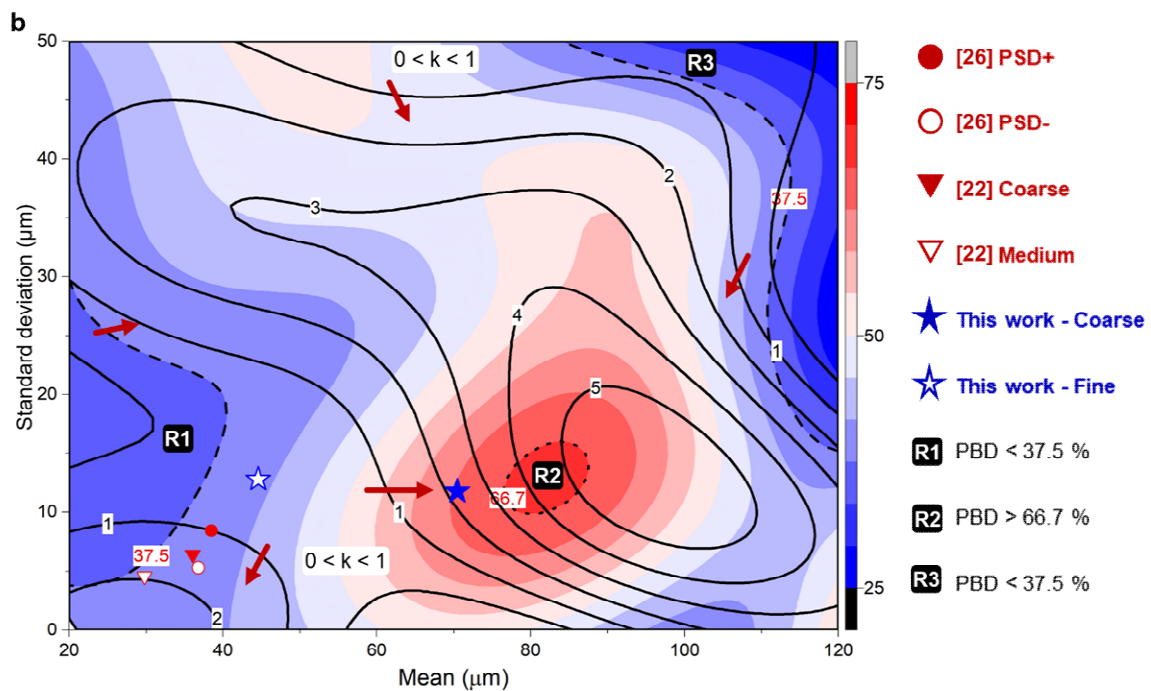 b
50
40
30
20
10
0
Standard deviation (μm)
20
40
60
80
100
120
Mean (μm)
0 < k < 1
R3
2
37.5
3
4
1
5
R1
R2
66.7
1
1
37.5
0 < k < 1
2
75
50
25
[26] PSD+
[26] PSD-
[22] Coarse
[22] Medium
This work - Coarse
This work - Fine
R1 PBD < 37.5 %
R2 PBD > 66.7 %
R3 PBD < 37.5 %